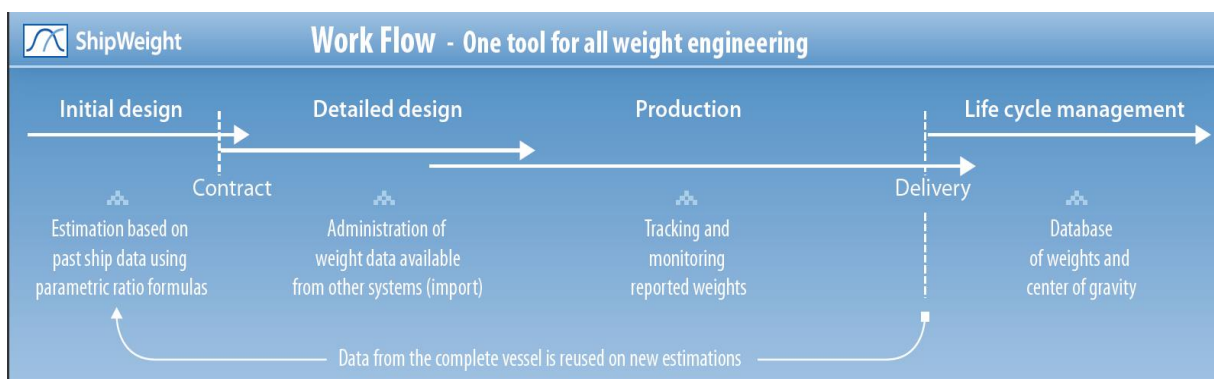 ShipWeight
Work Flow - One tool for all weight engineering
Initial design
Detailed design
Production
Life cycle management
Contract
Delivery
Estimation based on
past ship data using
parametric ratio formulas
Administration of
weight data available
from other systems (import)
Tracking and
monitoring
reported weights
Database
of weights and
center of gravity
Data from the complete vessel is reused on new estimations